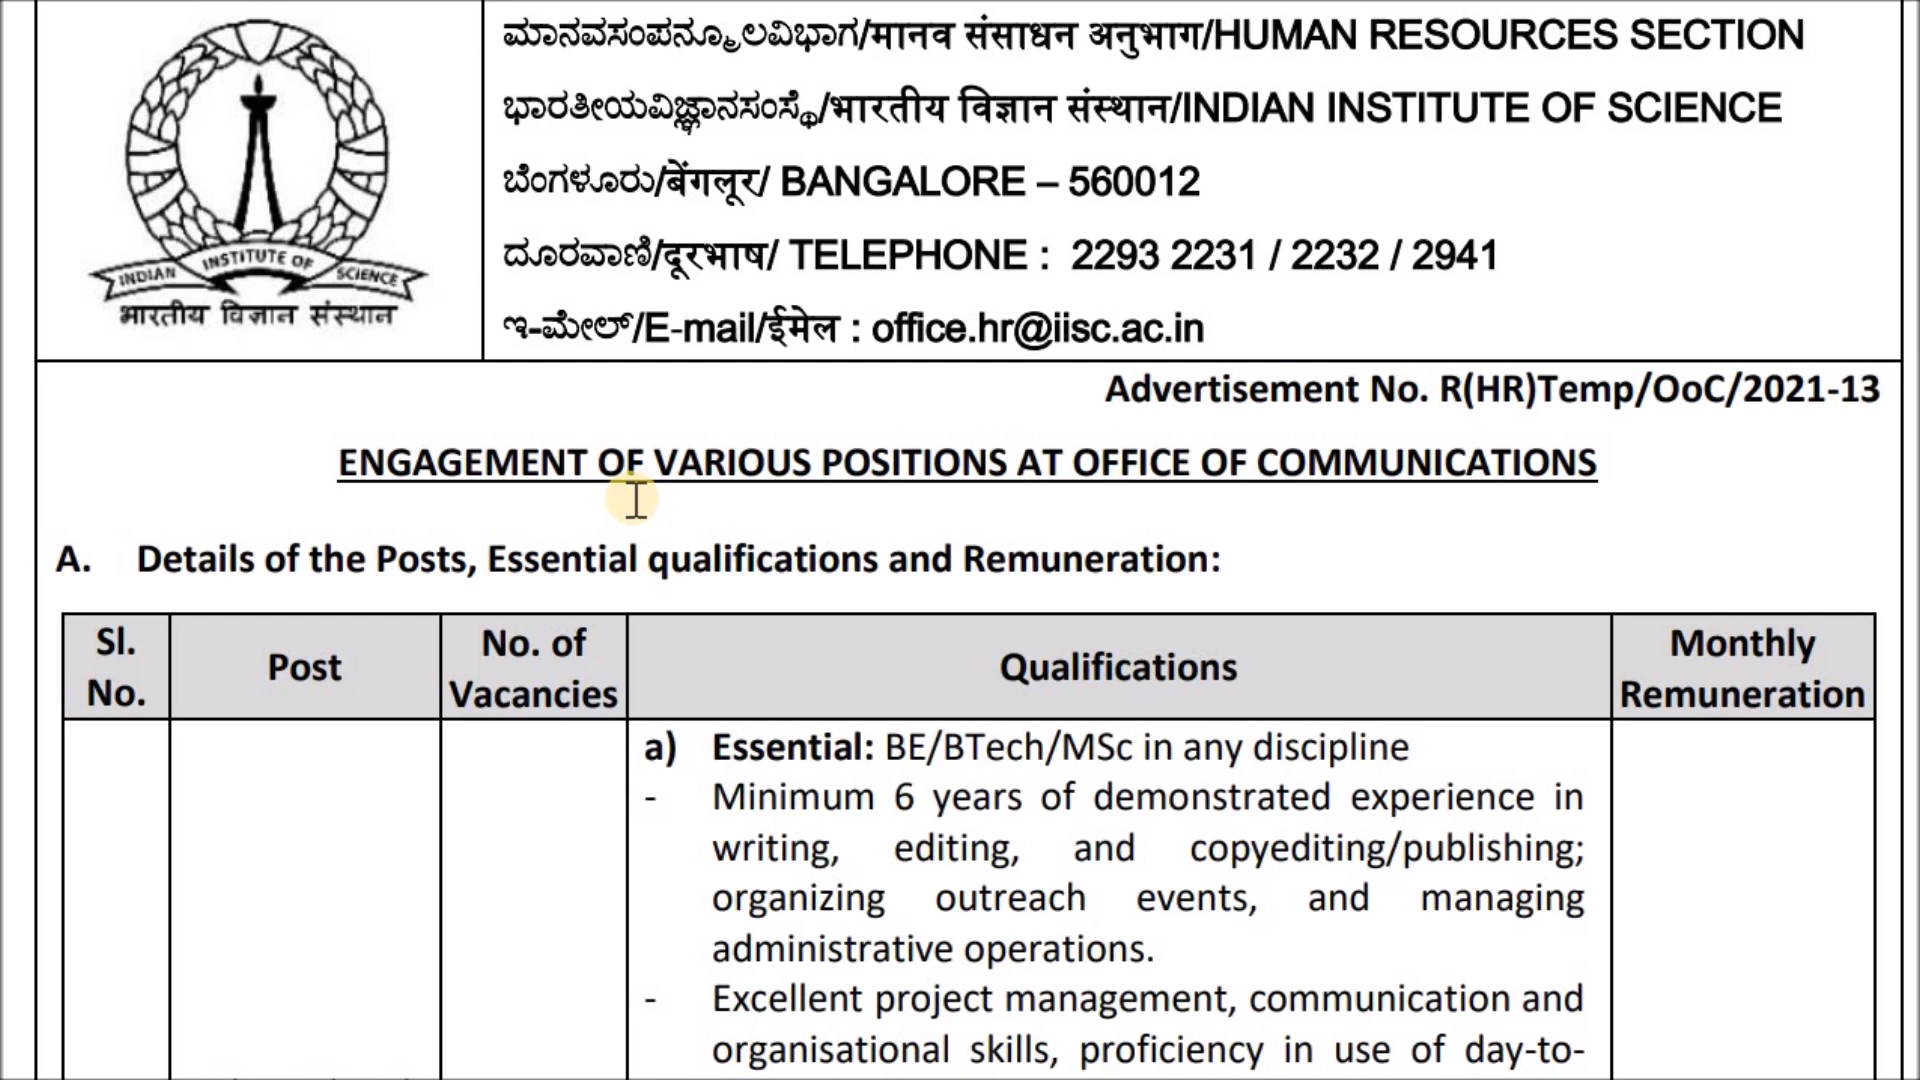 INDIAN INSTITUTE OF SCIENCE
भारतीय विज्ञान संस्थान
ಮಾನವಸಂಪನ್ಮೂಲವಿಭಾಗ/मानव संसाधन अनुभाग/HUMAN RESOURCES SECTION
ಭಾರತೀಯವಿಜ್ಞಾನಸಂಸ್ಥೆ/भारतीय विज्ञान संस्थान/INDIAN INSTITUTE OF SCIENCE
ಬೆಂಗಳೂರು/बेंगलूर/ BANGALORE – 560012
ದೂರವಾಣಿ/दूरभाष/ TELEPHONE : 2293 2231 / 2232 / 2941
ಇ-ಮೇಲ್/E-mail/ईमेल : office.hr@iisc.ac.in
Advertisement No. R(HR)Temp/OoC/2021-13
ENGAGEMENT OF VARIOUS POSITIONS AT OFFICE OF COMMUNICATIONS
A. Details of the Posts, Essential qualifications and Remuneration:
Sl. No.
Post
No. of Vacancies
Qualifications
Monthly Remuneration
a) Essential: BE/BTech/MSc in any discipline
- Minimum 6 years of demonstrated experience in
writing, editing, and copyediting/publishing;
organizing outreach events, and managing
administrative operations.
- Excellent project management, communication and
organisational skills, proficiency in use of day-to-